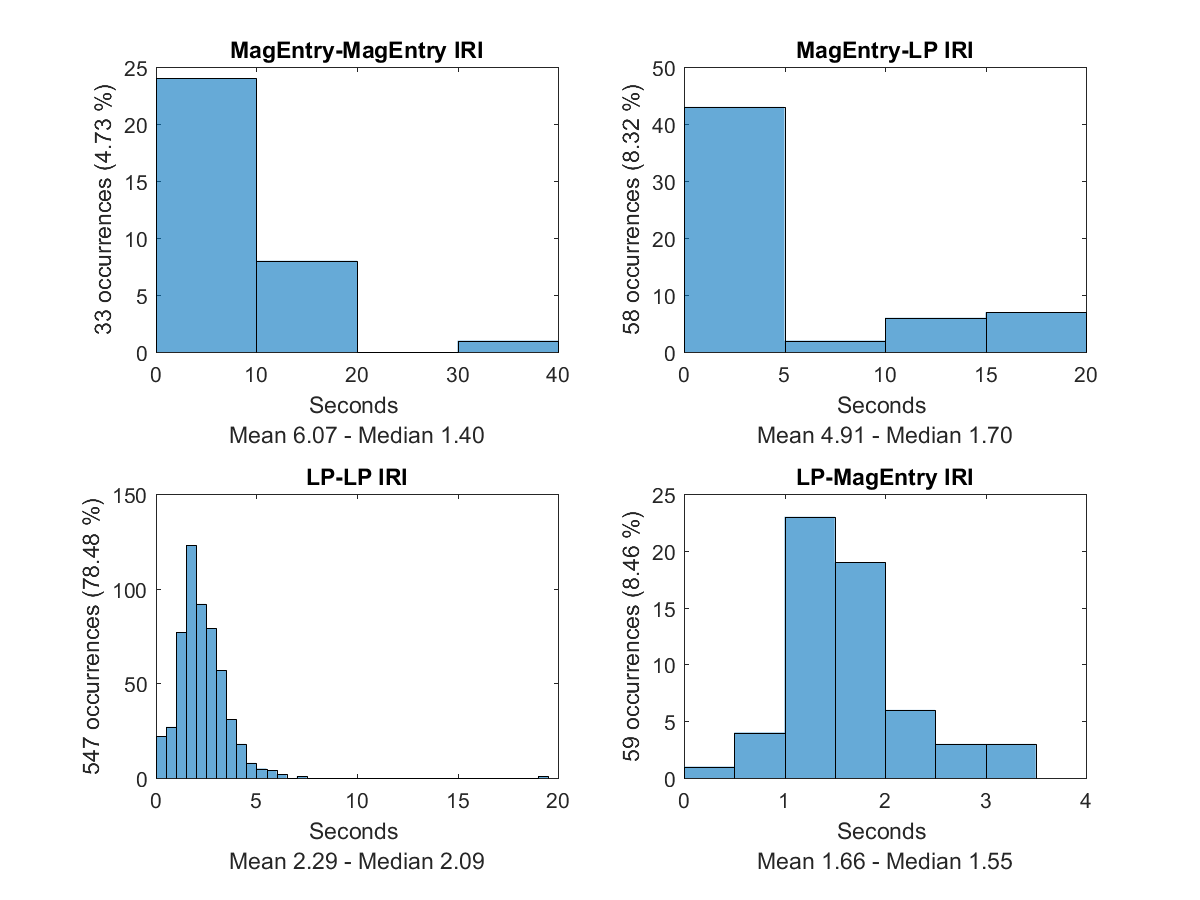 MagEntry-MagEntry IRI
33 occurrences (4.73 %)
25
20
15
10
5
0
0 10 20 30 40
Seconds
Mean 6.07 - Median 1.40
MagEntry-LP IRI
58 occurrences (8.32 %)
50
40
30
20
10
0
0 5 10 15 20
Seconds
Mean 4.91 - Median 1.70
LP-LP IRI
547 occurrences (78.48 %)
150
100
50
0
0 5 10 15 20
Seconds
Mean 2.29 - Median 2.09
LP-MagEntry IRI
59 occurrences (8.46 %)
25
20
15
10
5
0
0 1 2 3 4
Seconds
Mean 1.66 - Median 1.55